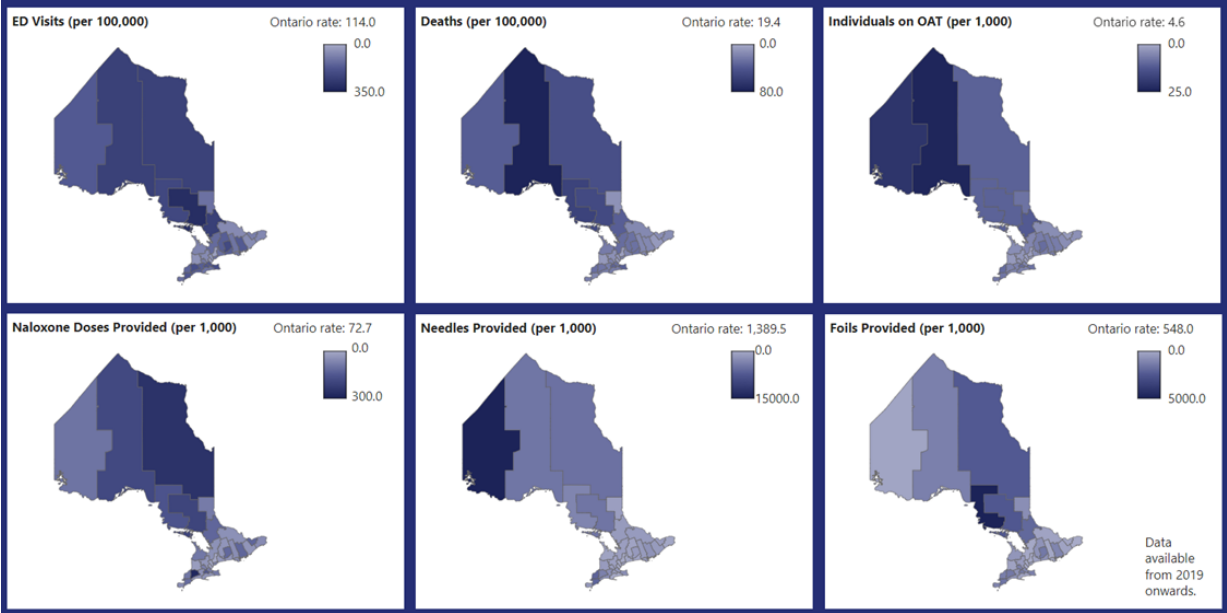 ED Visits (per 100,000)
Ontario rate: 114.0
0.0
350.0
Deaths (per 100,000)
Ontario rate: 19.4
0.0
80.0
Individuals on OAT (per 1,000)
Ontario rate: 4.6
0.0
25.0
Naloxone Doses Provided (per 1,000)
Ontario rate: 72.7
0.0
300.0
Needles Provided (per 1,000)
Ontario rate: 1,389.5
0.0
15000.0
Foils Provided (per 1,000)
Ontario rate: 548.0
0.0
5000.0
Data
available
from 2019
onwards.